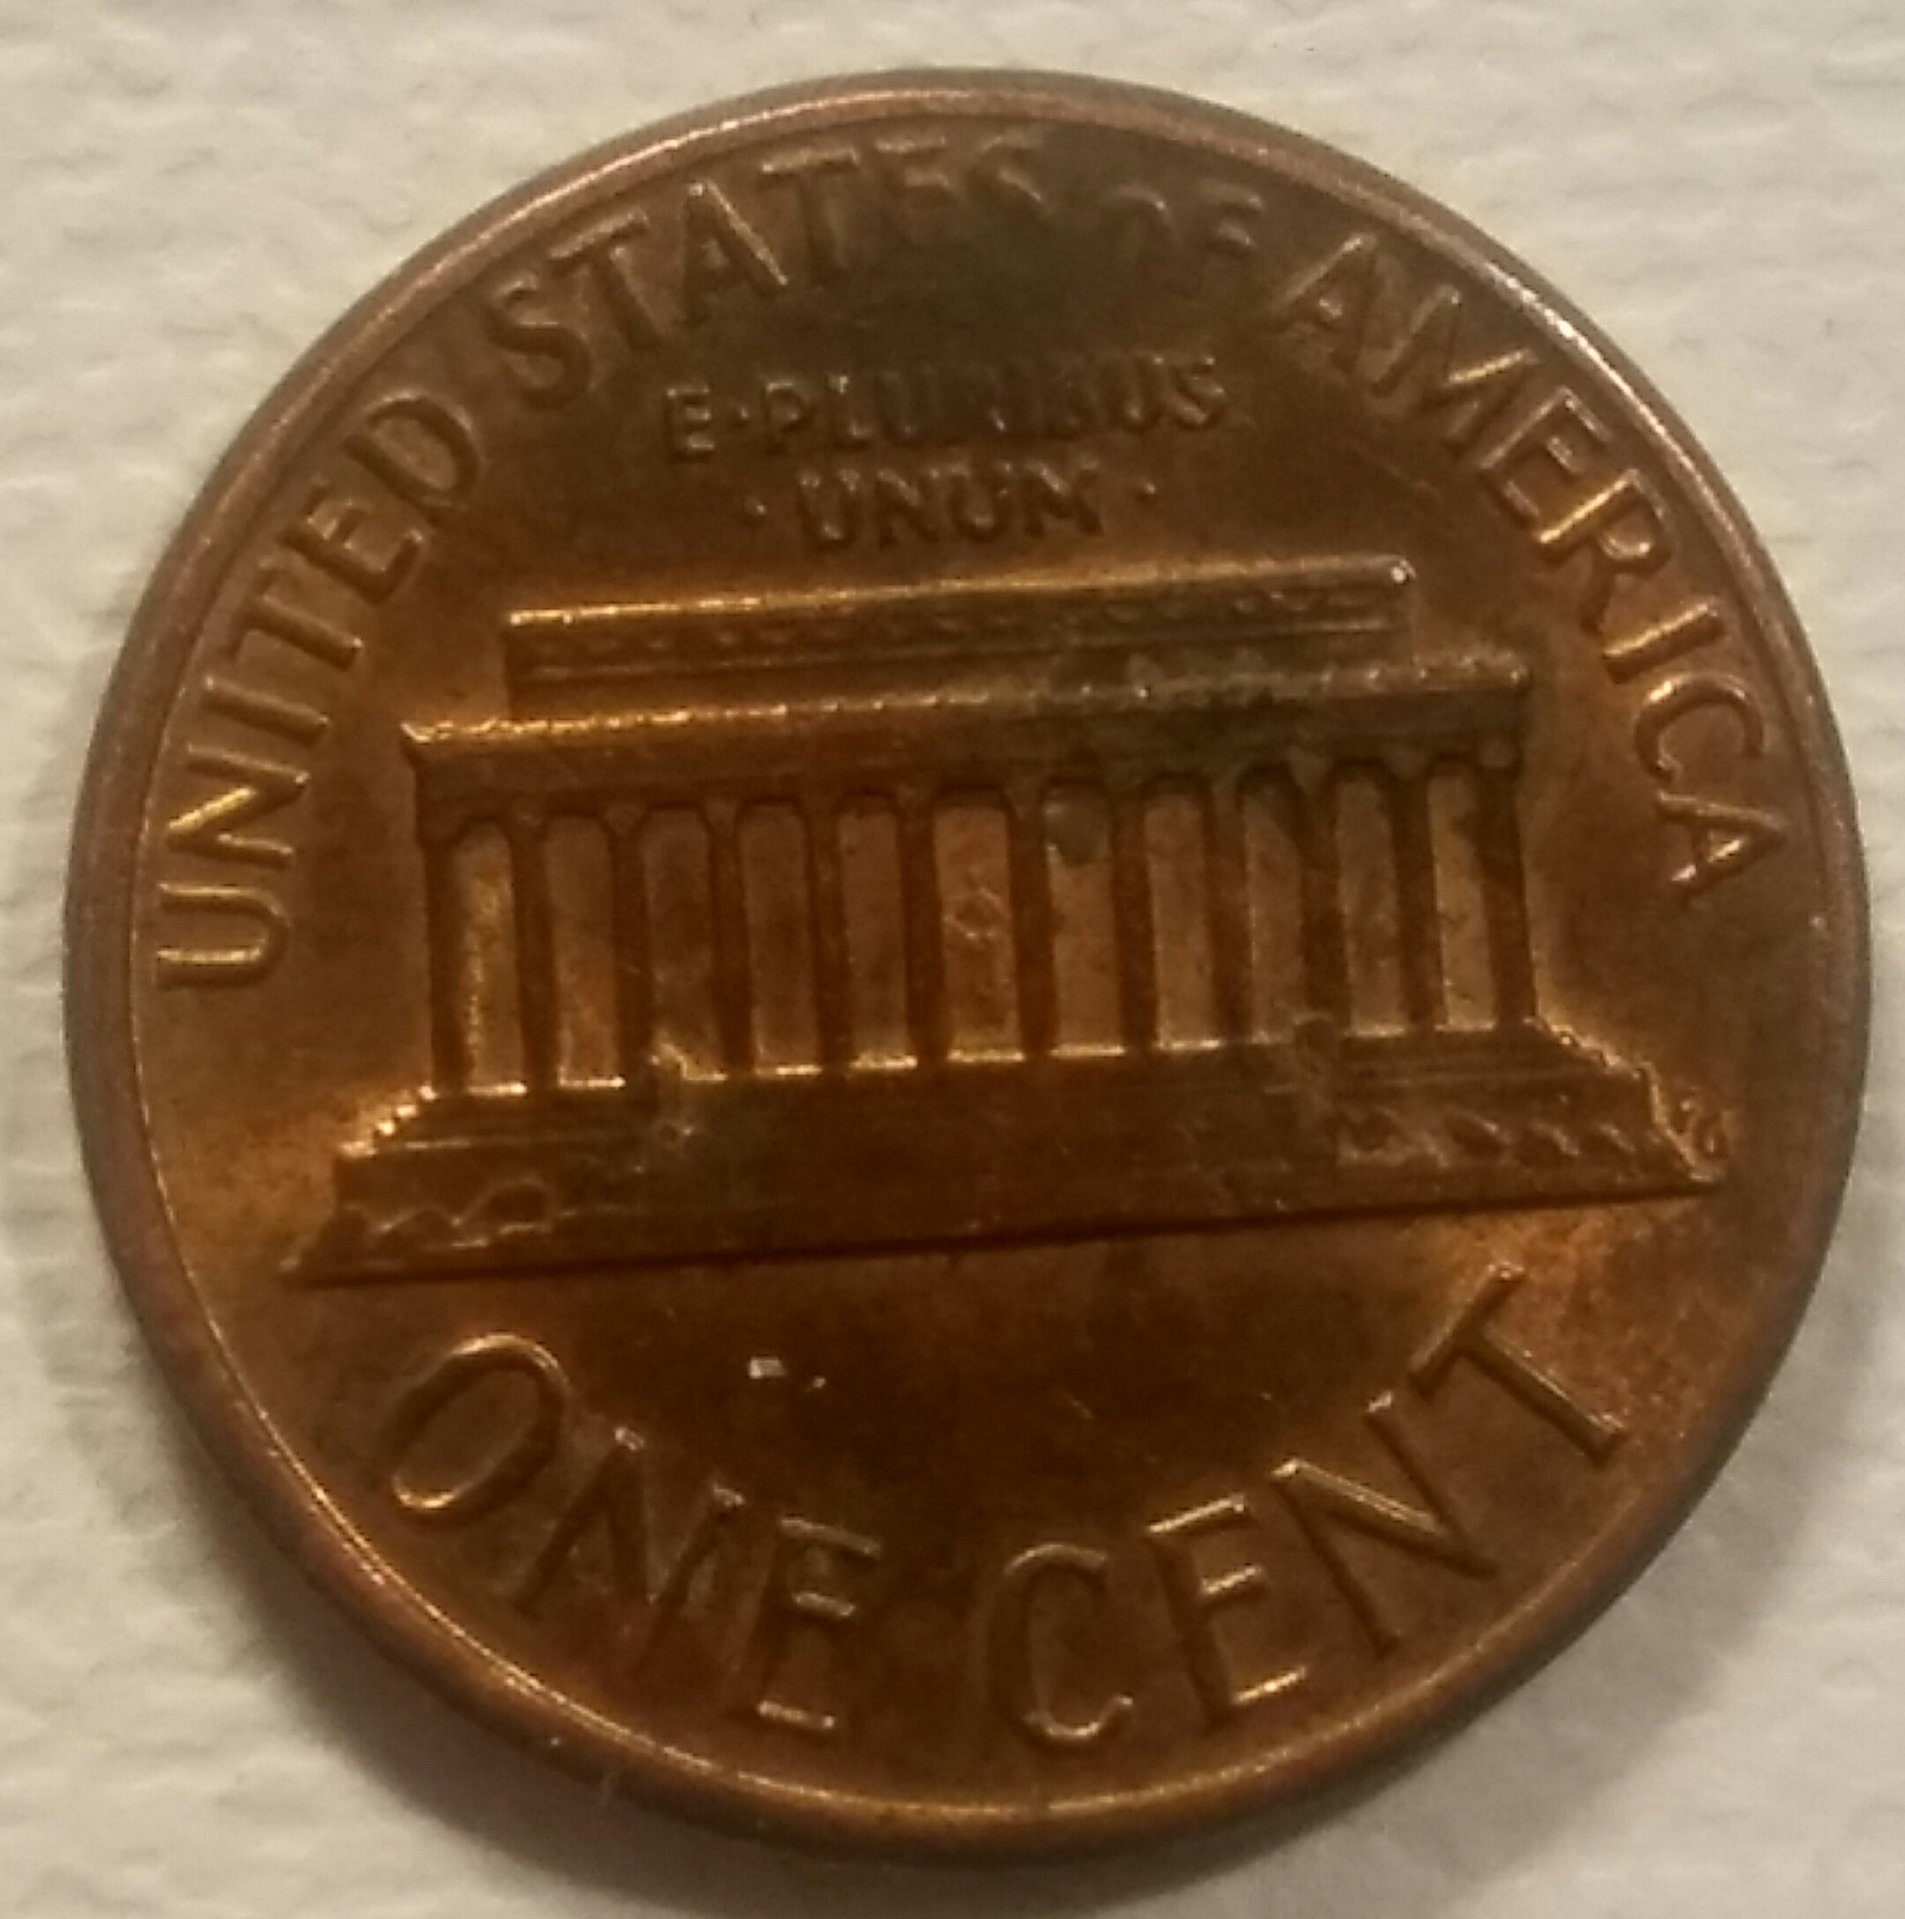 UNITED STATES OF AMERICA
E·PLURIBUS
·UNUM·
ONE CENT